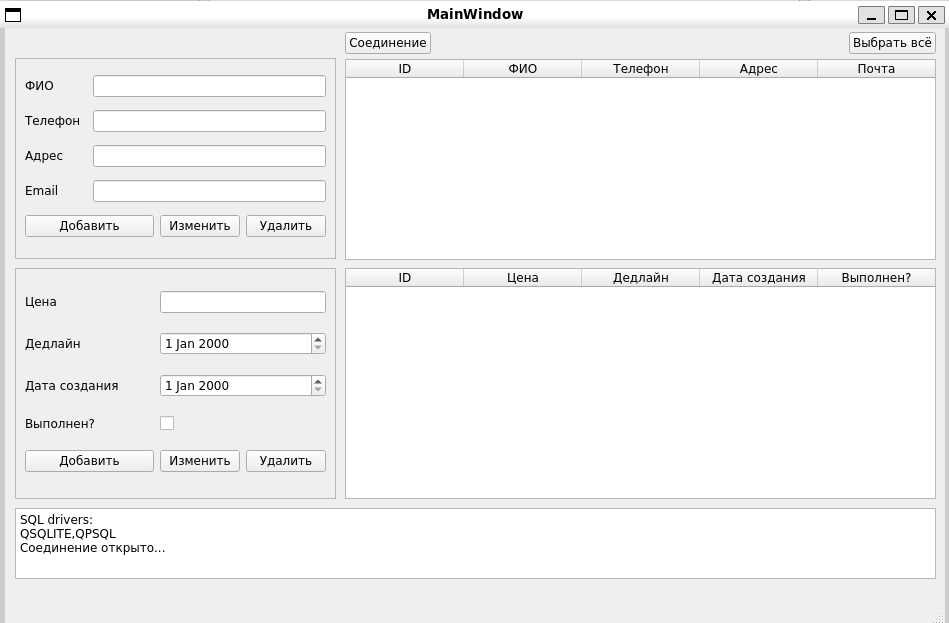 MainWindow
Соединение
Выбрать всё
ФИО
Телефон
Адрес
Email
Добавить Изменить Удалить
ID ФИО Телефон Адрес Почта
Цена
Дедлайн 1 Jan 2000
Дата создания 1 Jan 2000
Выполнен?
Добавить Изменить Удалить
ID Цена Дедлайн Дата создания Выполнен?
SQL drivers:
QSQLITE,QPSQL
Соединение открыто...